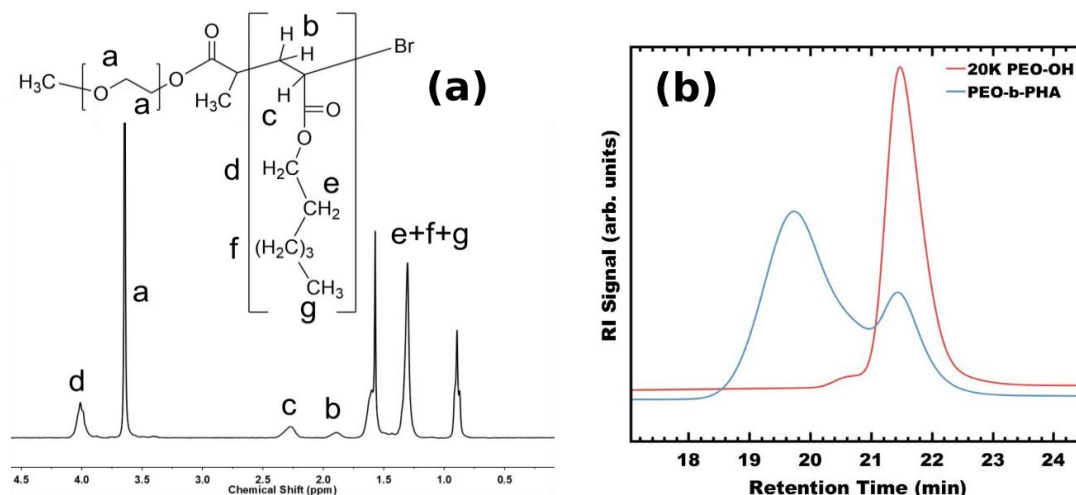 b
O
H
Br
H
a
O
H₃C
O
H₃C
H
(a)
O
a
c
O
O
d
H₂C
e
CH₂
f
(H₂C)₃
e+f+g
CH₃
g
a
d
c
b
4.5 4.0 3.5 3.0 2.5 2.0 1.5 1.0 0.5
Chemical Shift (ppm)
(b)
20K PEO-OH
PEO-b-PHA
RI Signal (arb. units)
18 19 20 21 22 23 24
Retention Time (min)